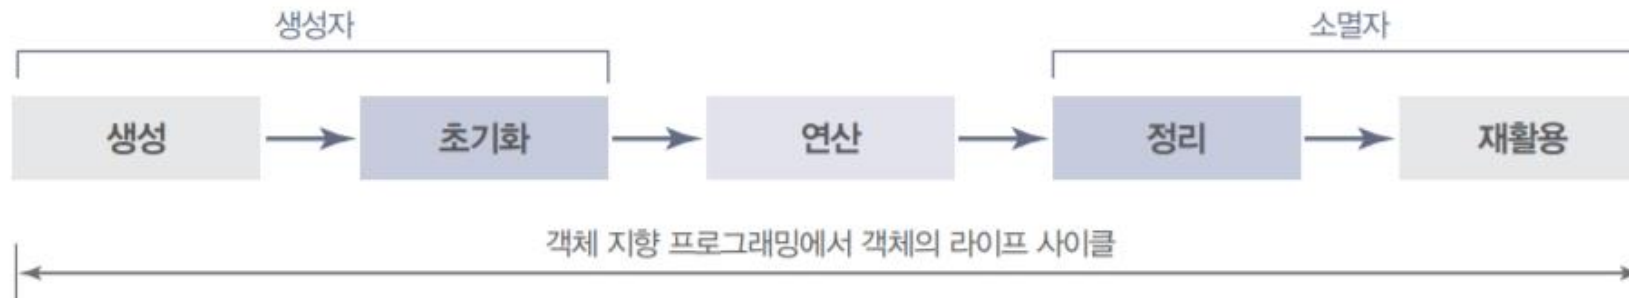 생성자 소멸자
생성 초기화 연산 정리 재활용
객체 지향 프로그래밍에서 객체의 라이프 사이클